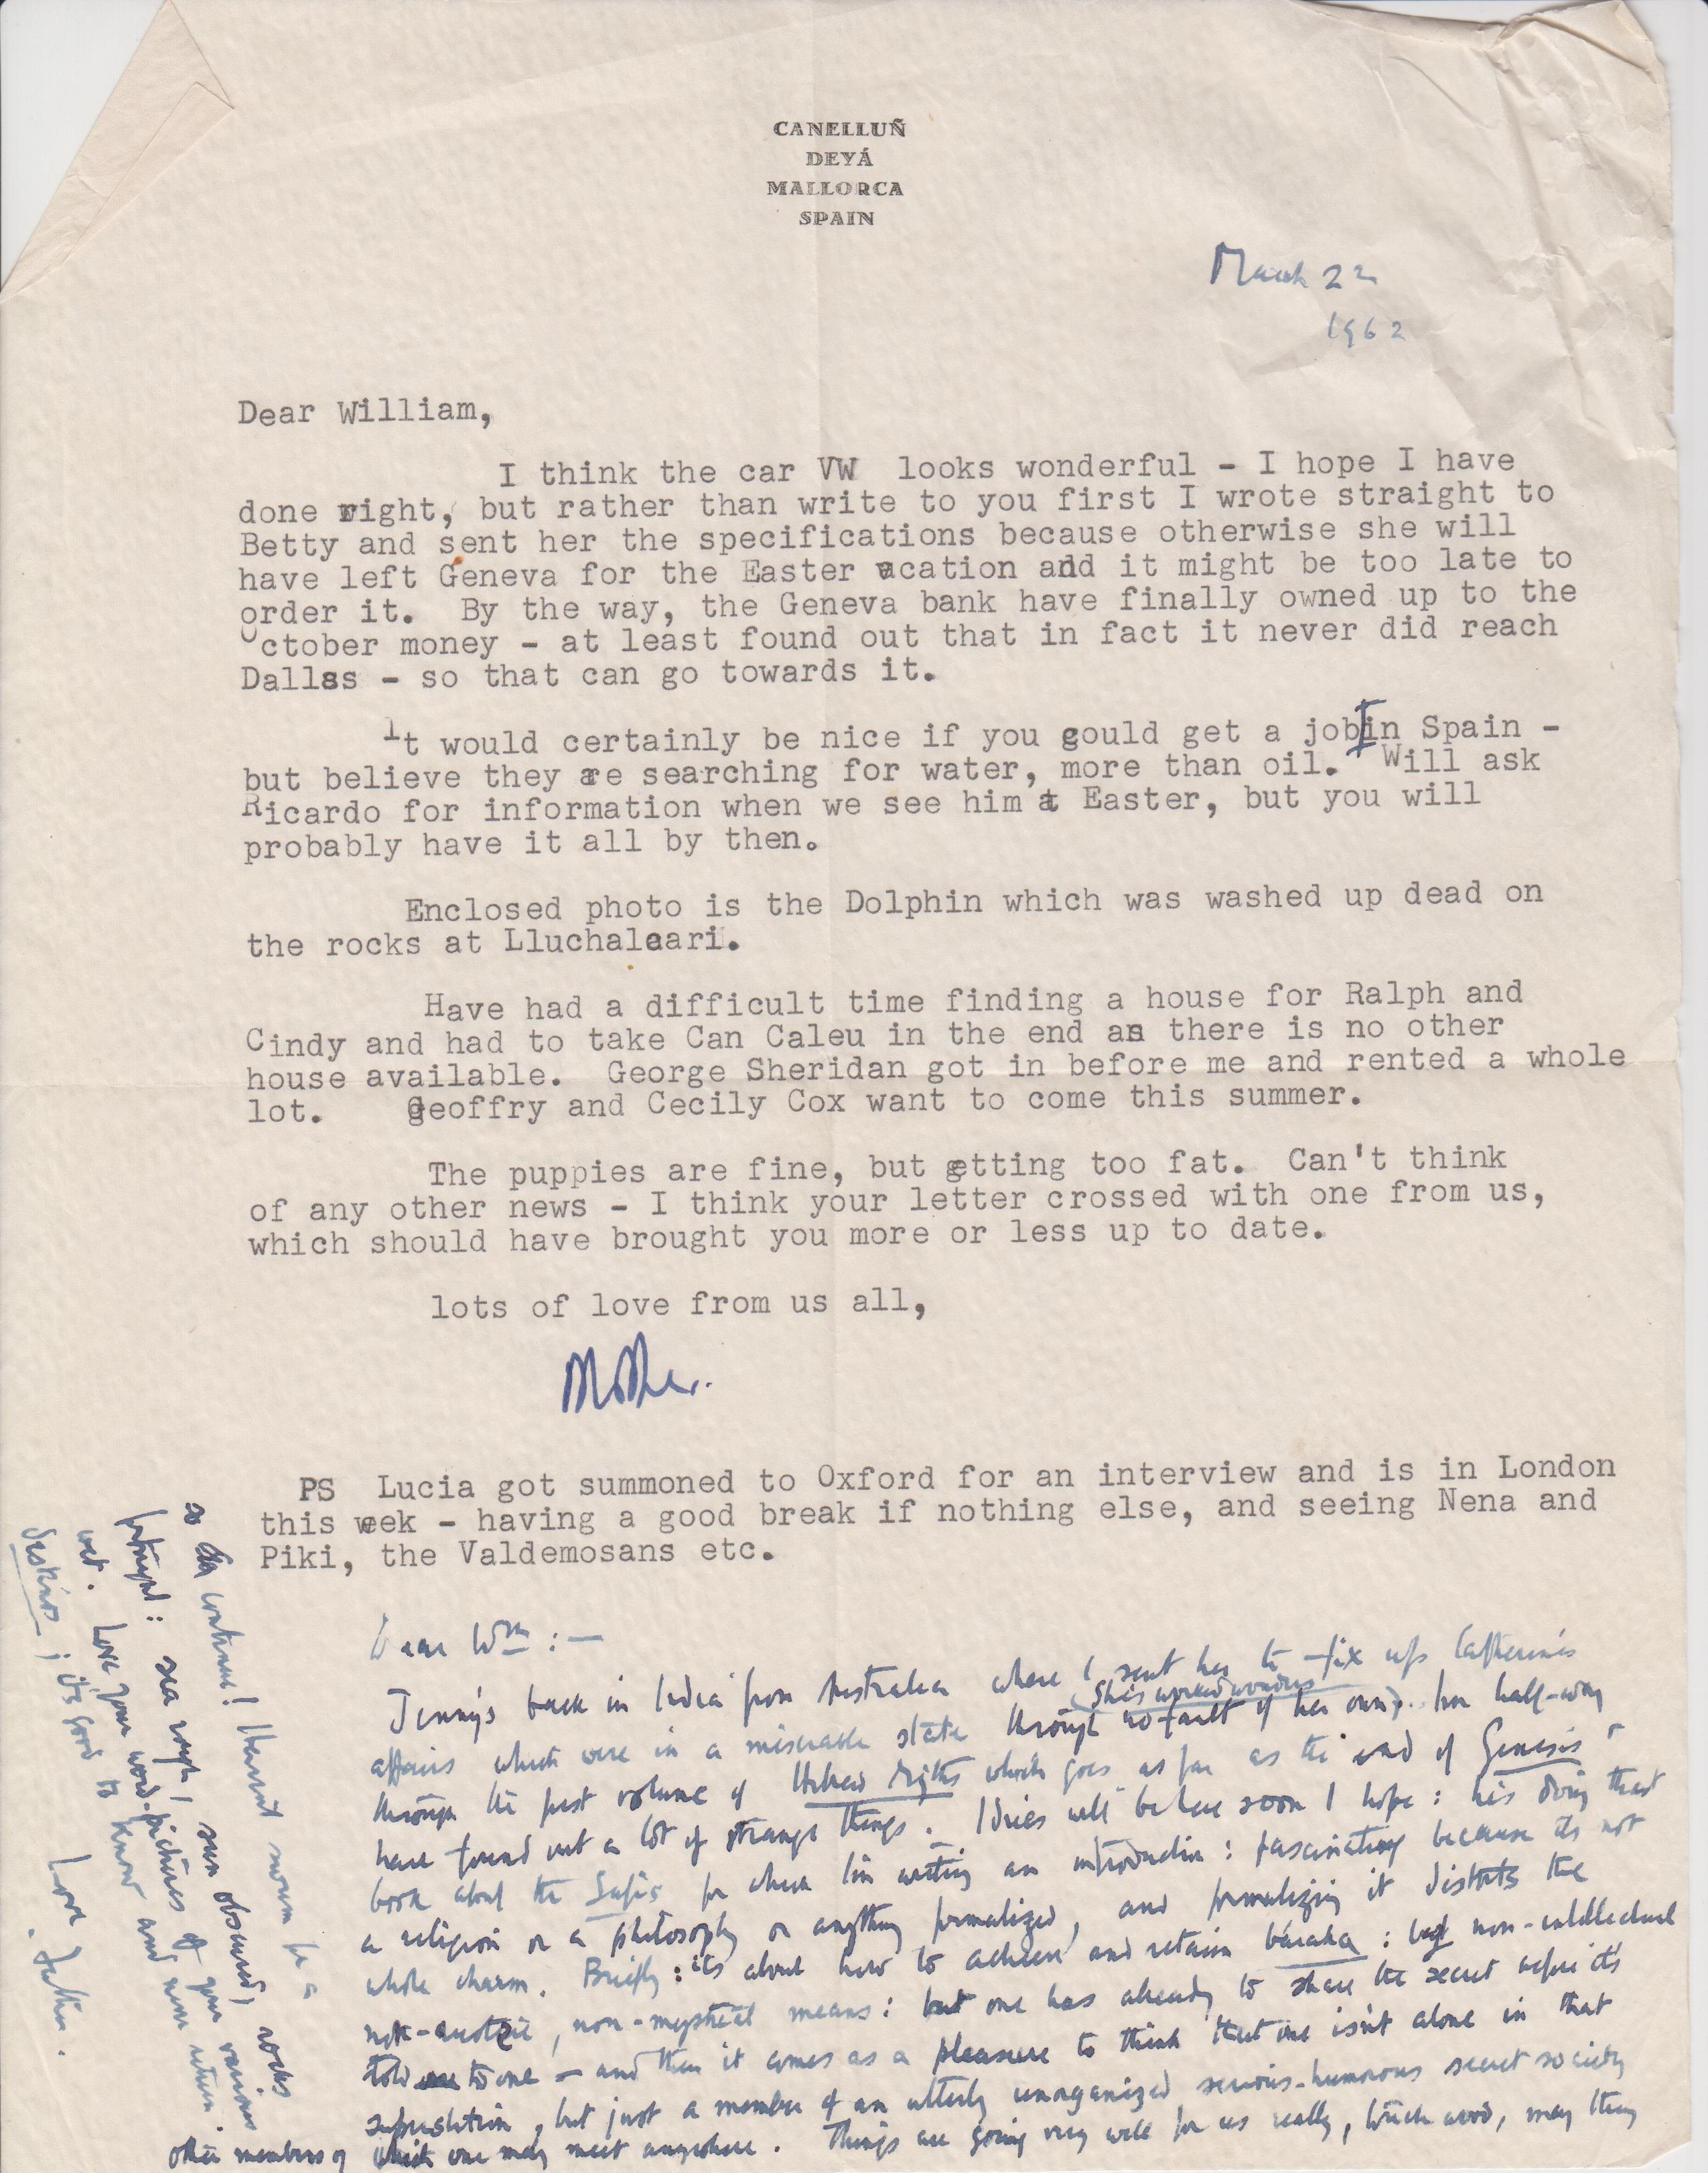 CANELLUÑ
DEYÁ
MALLORCA
SPAIN
March 22
1962
Dear William,
I think the car VW looks wonderful - I hope I have
done right, but rather than write to you first I wrote straight to
Betty and sent her the specifications because otherwise she will
have left Geneva for the Easter vacation and it might be too late to
order it. By the way, the Geneva bank have finally owned up to the
October money - at least found out that in fact it never did reach
Dallas - so that can go towards it.
It would certainly be nice if you could get a job in Spain -
but believe they are searching for water, more than oil. Will ask
Ricardo for information when we see him at Easter, but you will
probably have it all by then.
Enclosed photo is the Dolphin which was washed up dead on
the rocks at Lluchalcari.
Have had a difficult time finding a house for Ralph and
Cindy and had to take Can Caleu in the end as there is no other
house available. George Sheridan got in before me and rented a whole
lot. Geoffry and Cecily Cox want to come this summer.
The puppies are fine, but getting too fat. Can't think
of any other news - I think your letter crossed with one from us,
which should have brought you more or less up to date.
lots of love from us all,
Mother.
PS Lucia got summoned to Oxford for an interview and is in London
this week - having a good break if nothing else, and seeing Nena and
Piki, the Valdemosans etc.
Dear Wm :—
Jenny's back in India from Australia where I sent her to fix up Catherine's
(She's worked wonders)
affairs which were in a miserable state through no fault of her own. I'm half-way
through the first volume of Hebrew Myths which goes as far as the end of Genesis &
have found out a lot of strange things. Idries will be here soon I hope: he's doing that
book about the Sufis for whom I'm writing an introduction: fascinating because it's not
a religion or a philosophy or anything formalized, and formalizing it distorts the
whole charm. Briefly: it's about how to achieve and retain báraka: by non-intellectual
non-mystical means: but one has already to share the secret before it's
told to one — and then it comes as a pleasure to think that one isn't alone in that
superstition, but just a member of an utterly unorganized serious-humorous secret society
other members of which one may meet anywhere. Things are going very well for us really, touch wood, may they
so continue! Haven't swum for a
fortnight: sea rough, sun obscured, rocks
wet. Love your word-pictures of your various
; it's good to know and now return.
Love
Father.